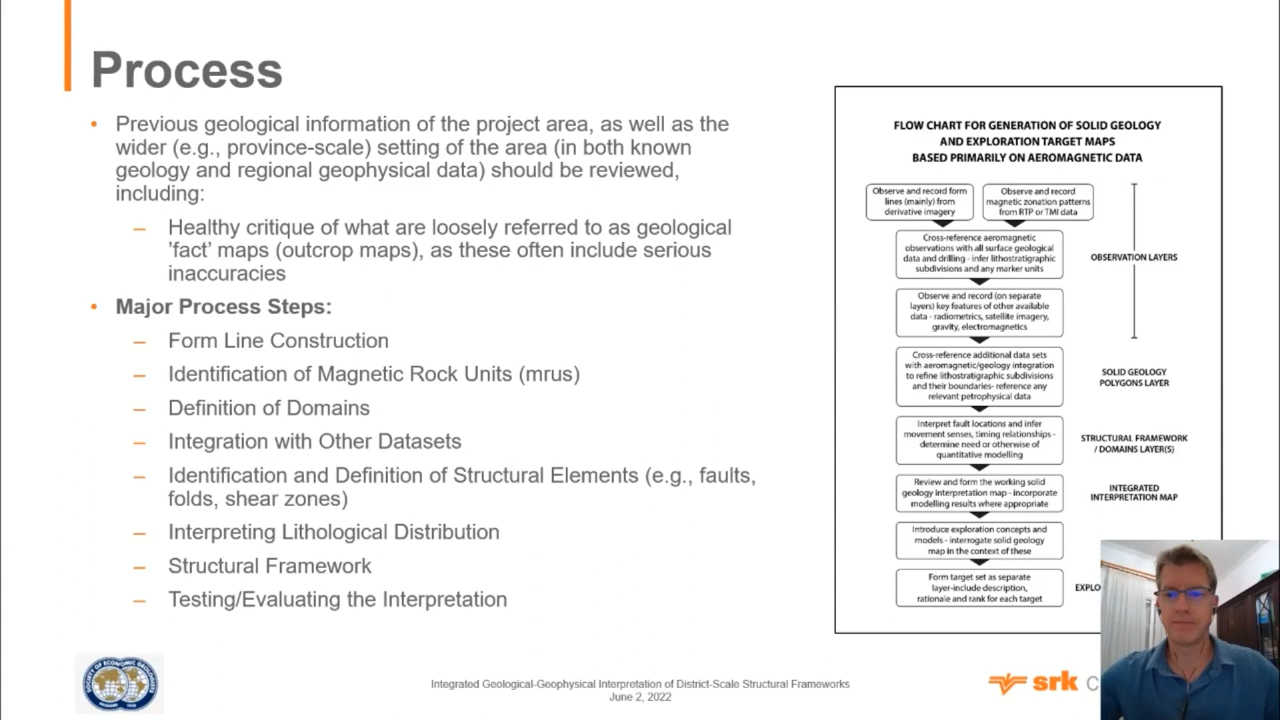 Process
• Previous geological information of the project area, as well as the
wider (e.g., province-scale) setting of the area (in both known
geology and regional geophysical data) should be reviewed,
including:
– Healthy critique of what are loosely referred to as geological
'fact' maps (outcrop maps), as these often include serious
inaccuracies
• Major Process Steps:
– Form Line Construction
– Identification of Magnetic Rock Units (mrus)
– Definition of Domains
– Integration with Other Datasets
– Identification and Definition of Structural Elements (e.g., faults,
folds, shear zones)
– Interpreting Lithological Distribution
– Structural Framework
– Testing/Evaluating the Interpretation
FLOW CHART FOR GENERATION OF SOLID GEOLOGY
AND EXPLORATION TARGET MAPS
BASED PRIMARILY ON AEROMAGNETIC DATA
Observe and record form
lines (mainly) from
derivative imagery
Observe and record
magnetic zonation patterns
from RTP or TMI data
Cross-reference aeromagnetic
observations with all surface geological
data and drilling - infer lithostratigraphic
subdivisions and any marker units
OBSERVATION LAYERS
Observe and record (on separate
layers) key features of other available
data - radiometrics, satellite imagery,
gravity, electromagnetics
Cross-reference additional data sets
with aeromagnetic/geology integration
to refine lithostratigraphic subdivisions
and their boundaries- reference any
relevant petrophysical data
SOLID GEOLOGY
POLYGONS LAYER
Interpret fault locations and infer
movement senses, timing relationships -
determine need or otherwise of
quantitative modelling
STRUCTURAL FRAMEWORK
/ DOMAINS LAYER(S)
Review and form the working solid
geology interpretation map - incorporate
modelling results where appropriate
INTEGRATED
INTERPRETATION MAP
Introduce exploration concepts and
models - interrogate solid geology
map in the context of these
Form target set as separate
layer-include description,
rationale and rank for each target
EXPLO
SOCIETY OF ECONOMIC GEOLOGISTS
Integrated Geological-Geophysical Interpretation of District-Scale Structural Frameworks
June 2, 2022
srk C